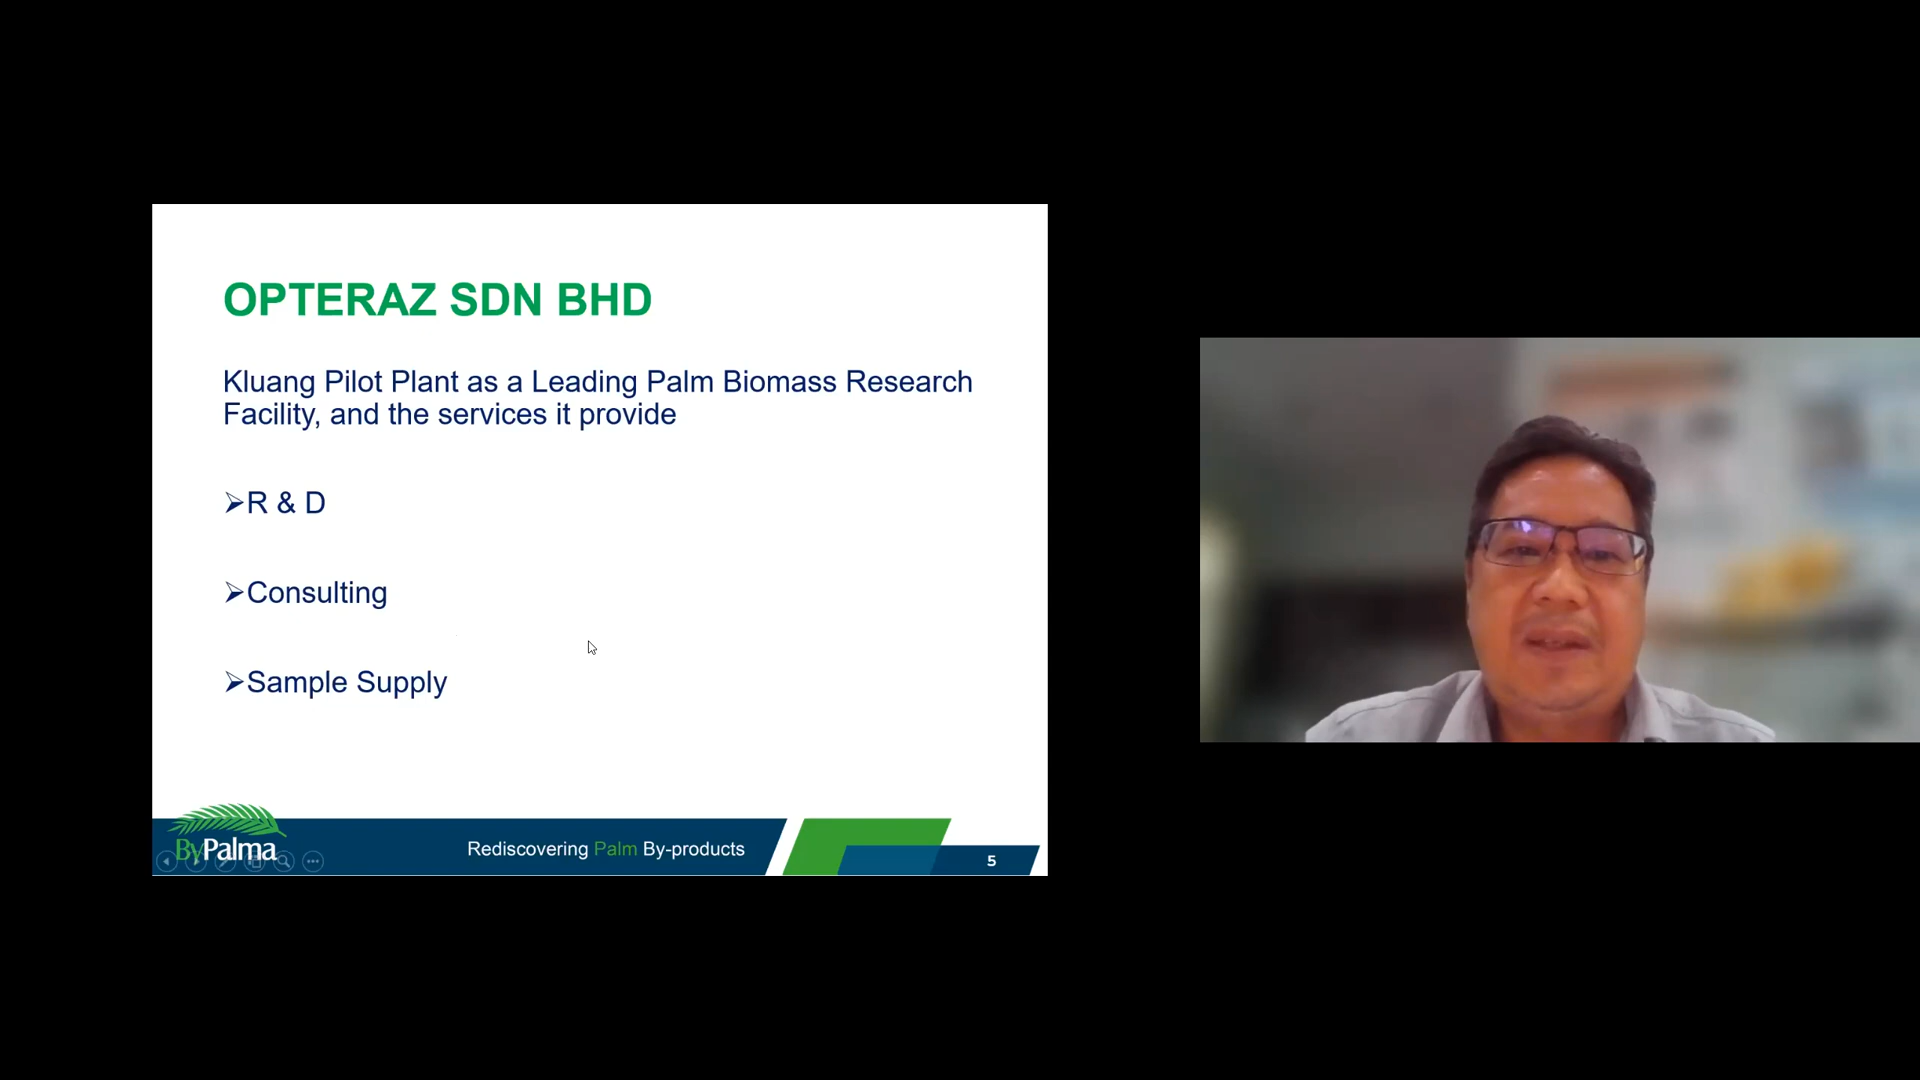 OPTERAZ SDN BHD
Kluang Pilot Plant as a Leading Palm Biomass Research
Facility, and the services it provide
➢R & D
➢Consulting
➢Sample Supply
ByPalma
Rediscovering Palm By-products
5